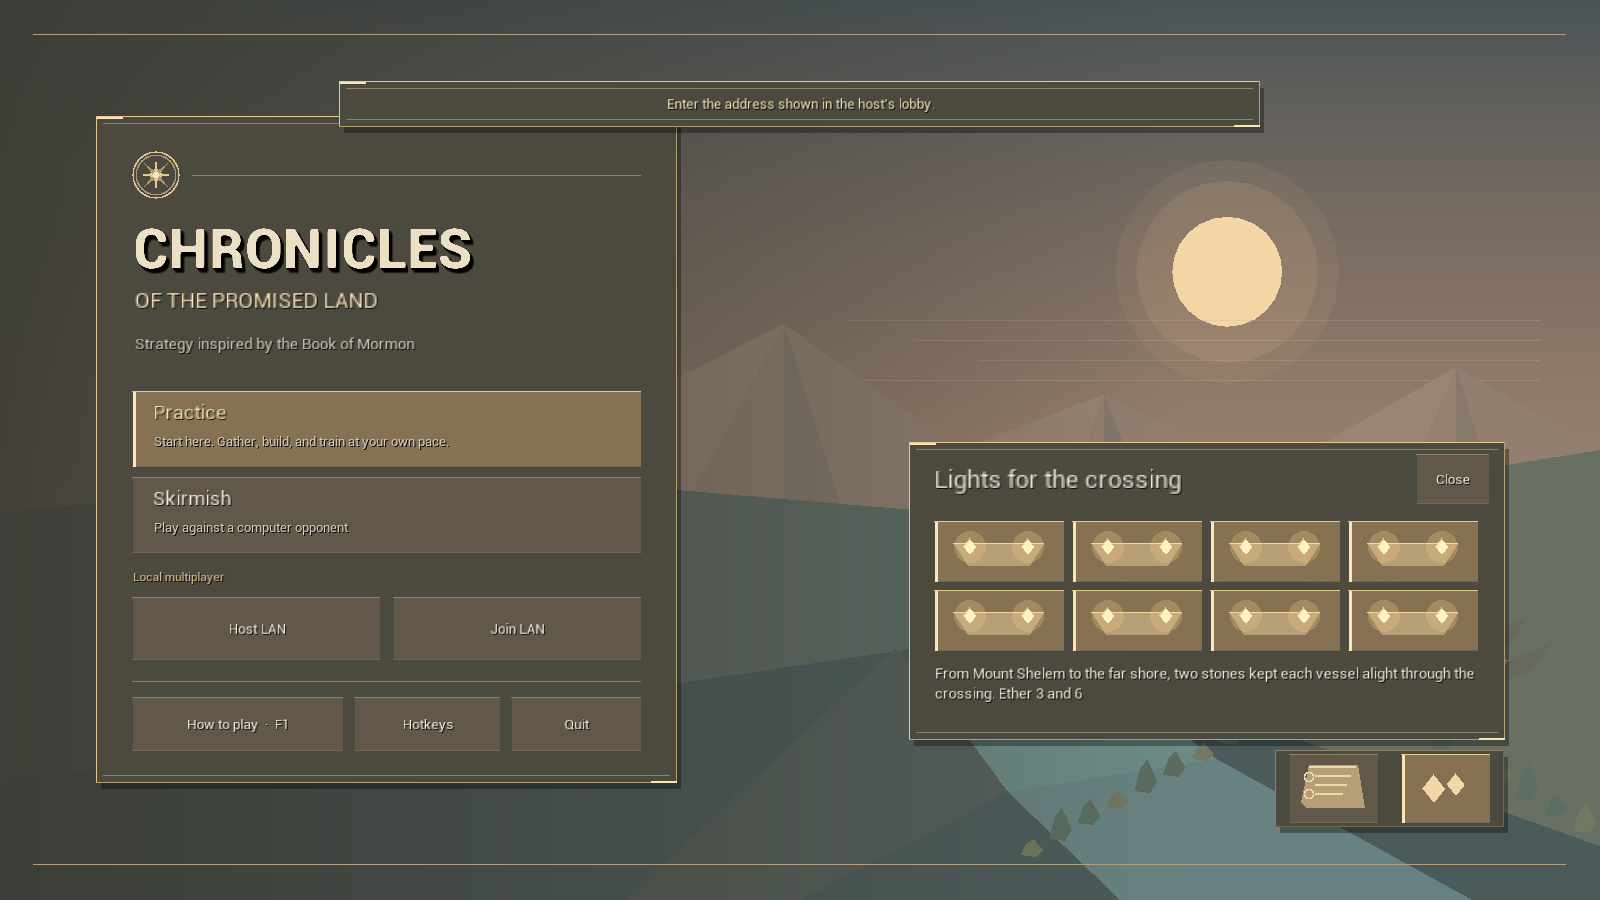 Enter the address shown in the host's lobby.
CHRONICLES
OF THE PROMISED LAND
Strategy inspired by the Book of Mormon
Practice
Start here. Gather, build, and train at your own pace.
Skirmish
Play against a computer opponent
Local multiplayer
Host LAN
Join LAN
How to play · F1
Hotkeys
Quit
Lights for the crossing
Close
From Mount Shelem to the far shore, two stones kept each vessel alight through the
crossing. Ether 3 and 6